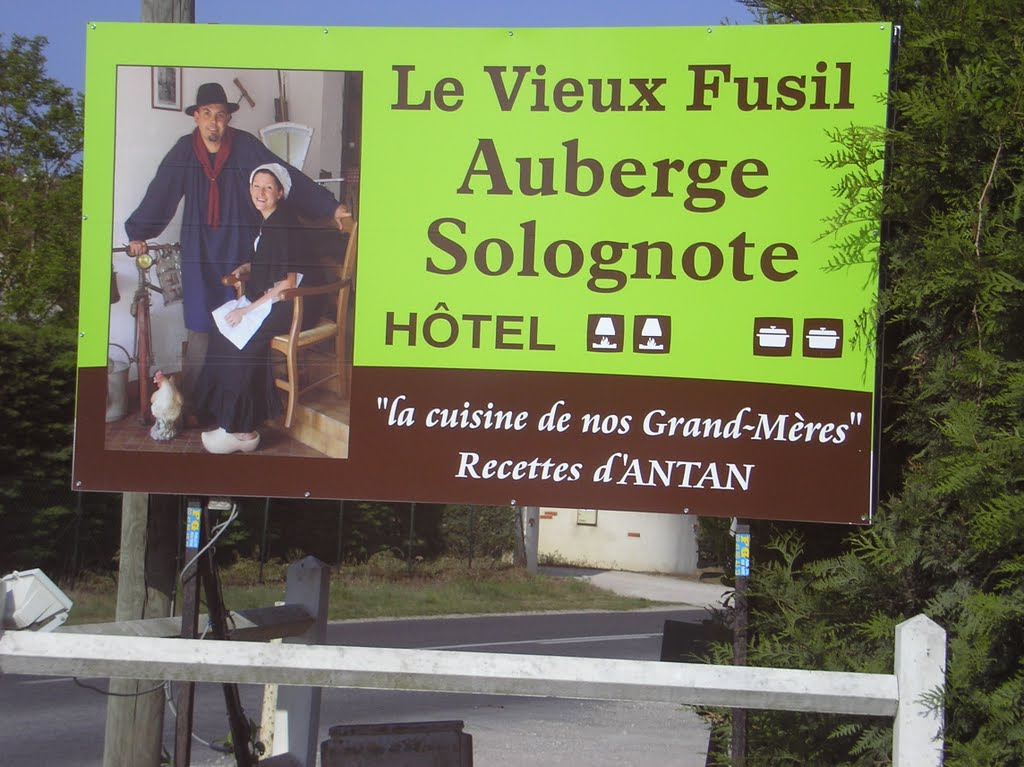 Le Vieux Fusil
Auberge
Solognote
HÔTEL
"la cuisine de nos Grand-Mères"
Recettes d'ANTAN